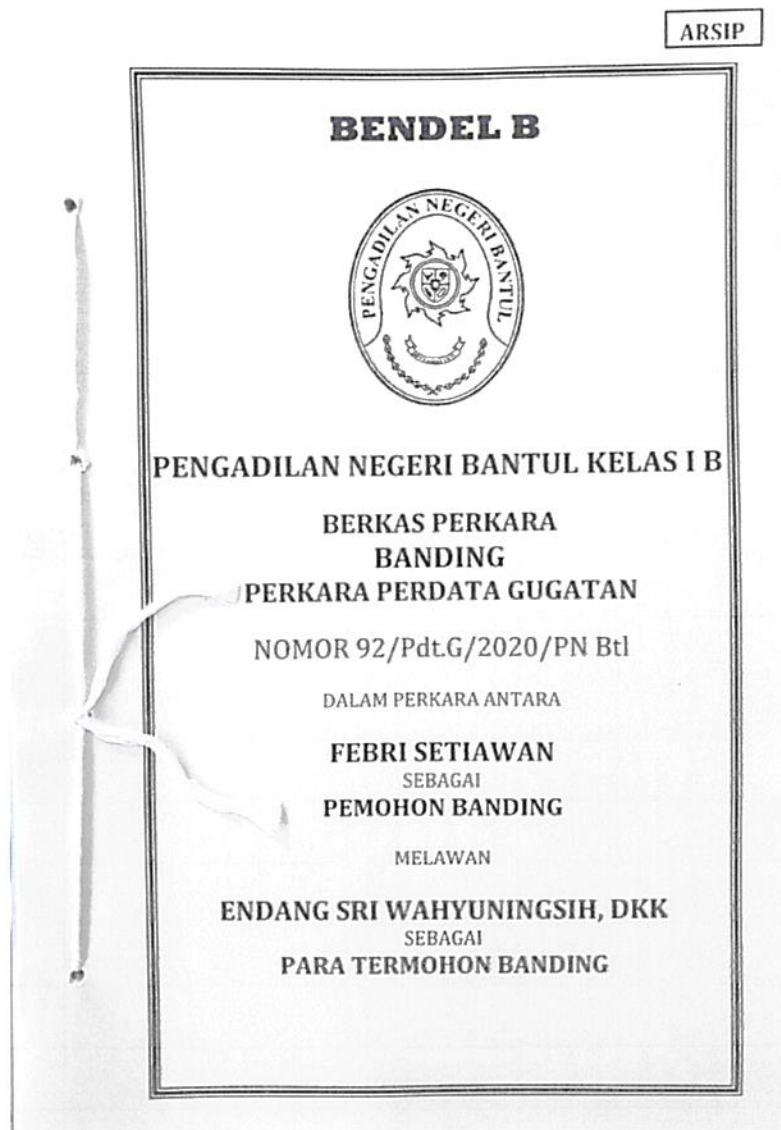 ARSIP
BENDEL B
PENGADILAN NEGERI BANTUL
PENGADILAN NEGERI BANTUL KELAS I B
BERKAS PERKARA
BANDING
PERKARA PERDATA GUGATAN
NOMOR 92/Pdt.G/2020/PN Btl
DALAM PERKARA ANTARA
FEBRI SETIAWAN
SEBAGAI
PEMOHON BANDING
MELAWAN
ENDANG SRI WAHYUNINGSIH, DKK
SEBAGAI
PARA TERMOHON BANDING